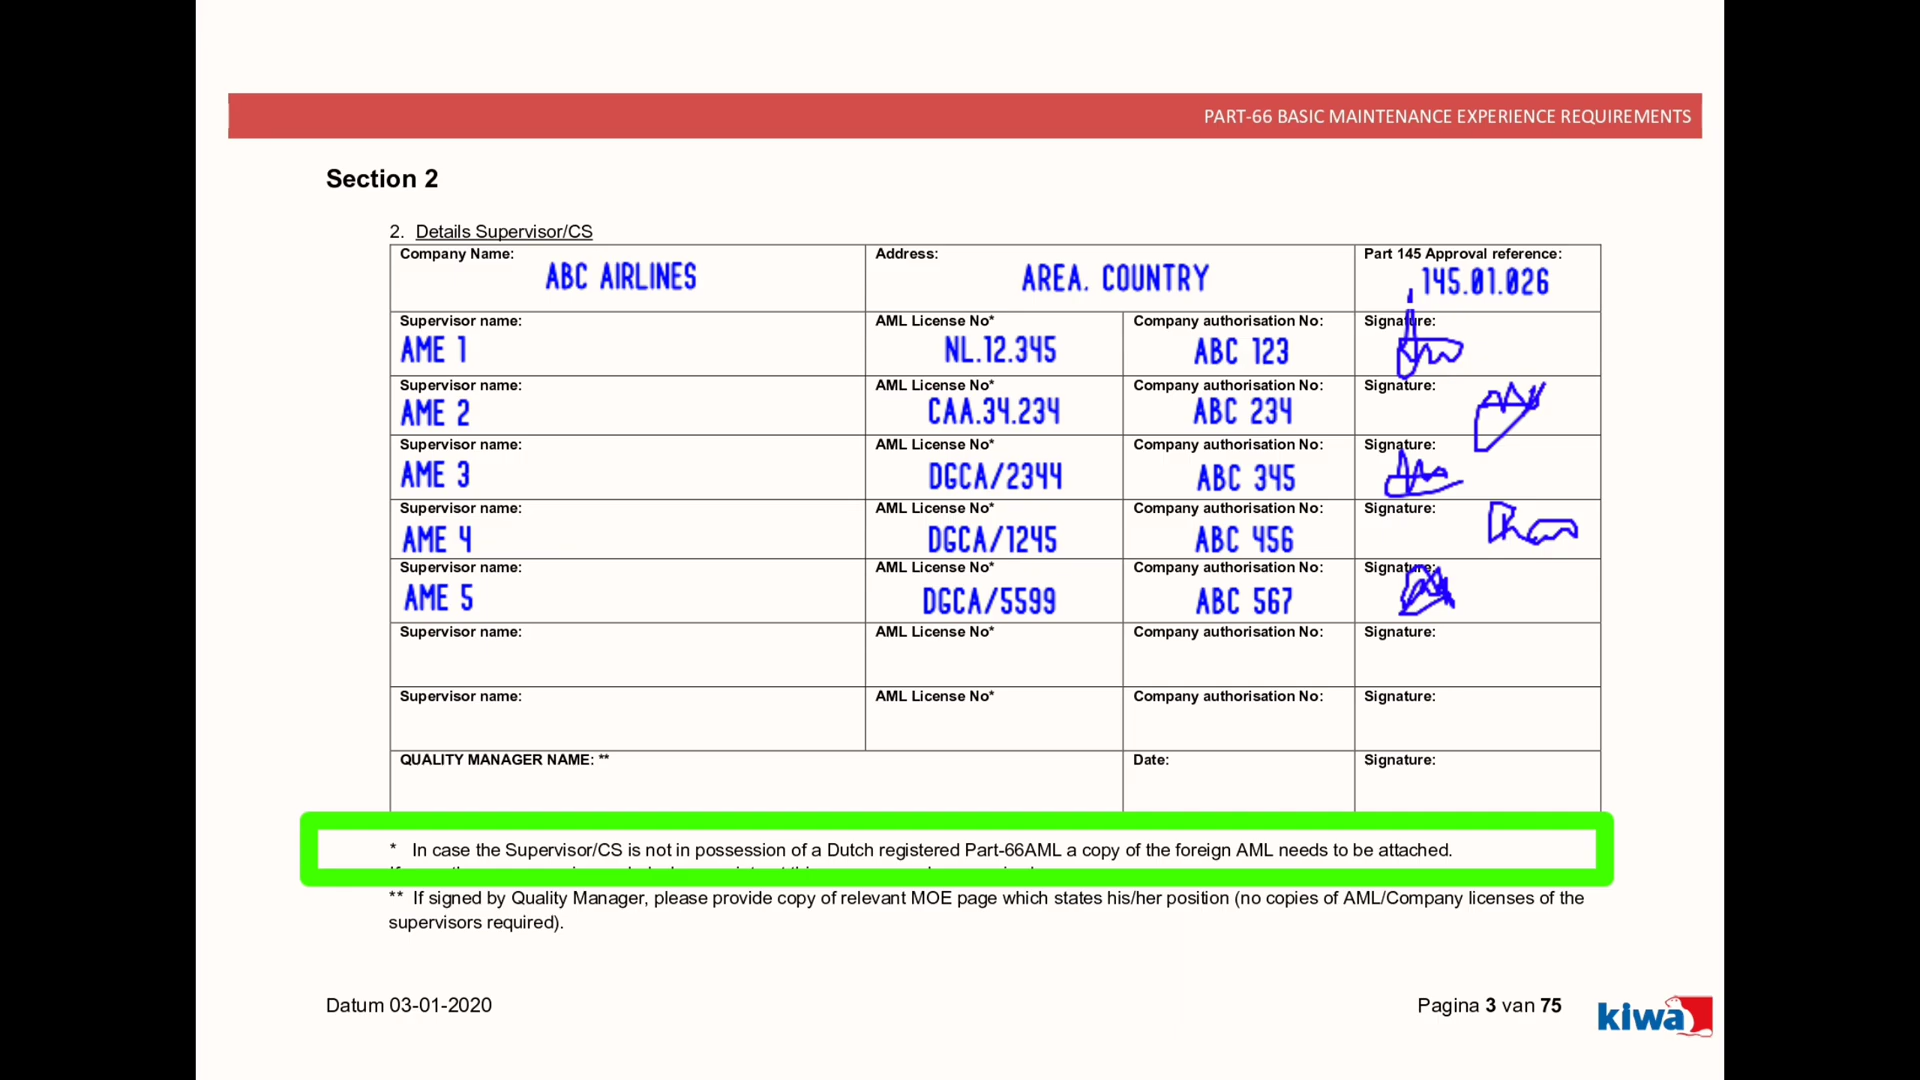 PART-66 BASIC MAINTENANCE EXPERIENCE REQUIREMENTS
Section 2
2. Details Supervisor/CS
Company Name: Address: Part 145 Approval reference:
ABC AIRLINES AREA. COUNTRY 145.01.026
Supervisor name: AML License No* Company authorisation No: Signature:
AME 1 NL.12.345 ABC 123
Supervisor name: AML License No* Company authorisation No: Signature:
AME 2 CAA.34.234 ABC 234
Supervisor name: AML License No* Company authorisation No: Signature:
AME 3 DGCA/2344 ABC 345
Supervisor name: AML License No* Company authorisation No: Signature:
AME 4 DGCA/1245 ABC 456
Supervisor name: AML License No* Company authorisation No: Signature:
AME 5 DGCA/5599 ABC 567
Supervisor name: AML License No* Company authorisation No: Signature:
Supervisor name: AML License No* Company authorisation No: Signature:
QUALITY MANAGER NAME: ** Date: Signature:
* In case the Supervisor/CS is not in possession of a Dutch registered Part-66AML a copy of the foreign AML needs to be attached.
** If signed by Quality Manager, please provide copy of relevant MOE page which states his/her position (no copies of AML/Company licenses of the
supervisors required).
Datum 03-01-2020 Pagina 3 van 75
kiwa